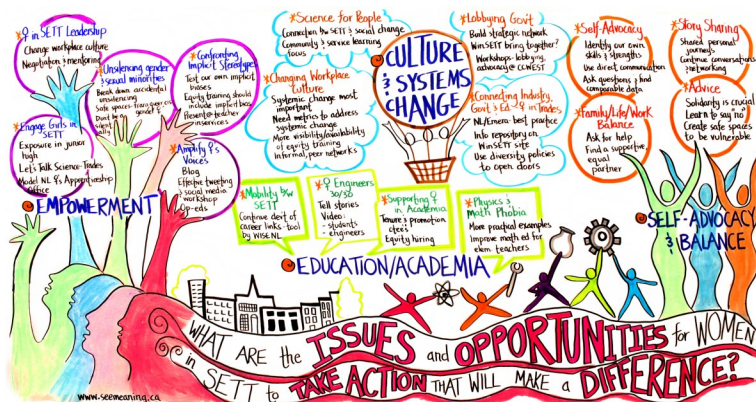 *♀ in SETT Leadership
Change workplace culture
Negotiation & mentoring
*Unsilencing gender
& sexual minorities
Break down accidental
unsilencing
*Confronting
Implicit Stereotypes
Test our own implicit
biases
Equity training should
include implicit bias
Present @ teacher
inservices
*Engage Girls in
SETT
Exposure in junior
high
Let's Talk Science-Trades
Model NL ♀'s Apprenticeship
Office
*Amplify ♀'s
Voices
Blog
Effective tweeting
& social media
workshop
Op-eds
EMPOWERMENT
*Science for People
Connection b/w SETT & social change
Community & service learning
focus
*Changing Workplace
Culture
Systemic change most
important
Need metrics to address
systemic change
More visibility/availability
of equity training
Informal peer networks
CULTURE
& SYSTEMS
CHANGE
*Lobbying Gov't
Build strategic network
WinSETT bring together?
Workshops-lobbying,
advocacy @ CCWEST
*Connecting Industry,
Gov't & Ed-♀ in Trades
NL/Emera: best practice
Info repository on
WinSETT site
Use diversity policies
to open doors
*Self-Advocacy
Identify our own
skills & strengths
Use direct communication
Ask questions & find
comparable data
*Story Sharing
Shared personal
journeys
Continue conversations
& networking
*Family/Life/Work
Balance
Ask for help
Find a supportive,
equal
partner
*Advice
Solidarity is crucial
Learn to say no
Create safe spaces
to be vulnerable
SELF-ADVOCACY
& BALANCE
*Mobility b/w
SETT
Continue dev't of
career links-tool
by WISENL
*♀ Engineers
30/30
Tell stories
Video:
- students
- engineers
*Supporting ♀
in Academia
Tenure & promotion
Equity hiring
*Physics &
Math Phobia
More practical examples
Improve math ed for
elem. teachers
EDUCATION/ACADEMIA
WHAT ARE the ISSUES and OPPORTUNITIES for WOMEN
in SETT to TAKE ACTION THAT WILL MAKE a DIFFERENCE?
www.seemeaning.ca